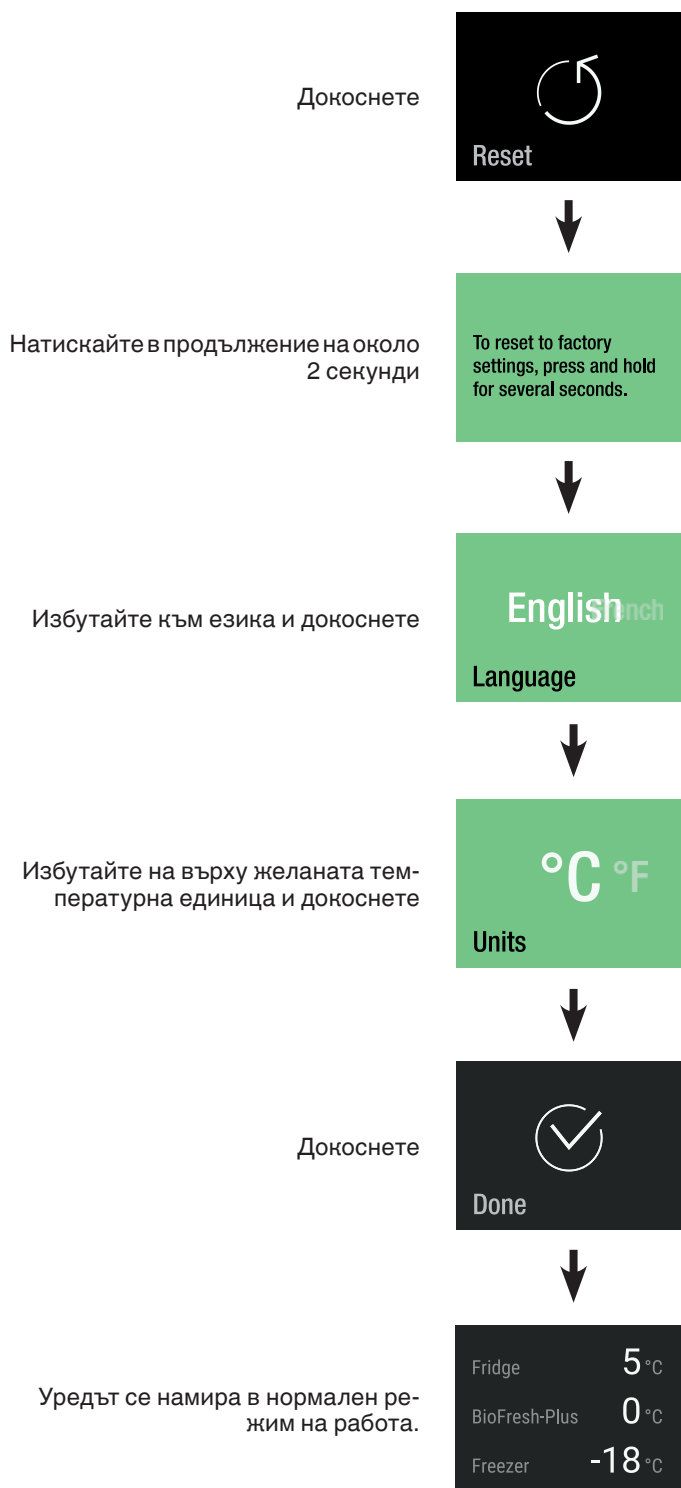 Докоснете
Reset
Натискайте в продължение на около
2 секунди
To reset to factory
settings, press and hold
for several seconds.
Избутайте към езика и докоснете
English French
Language
Избутайте на върху желаната тем-
пературна единица и докоснете
°C °F
Units
Докоснете
Done
Уредът се намира в нормален ре-
жим на работа.
Fridge 5 °C
BioFresh-Plus 0 °C
Freezer -18 °C